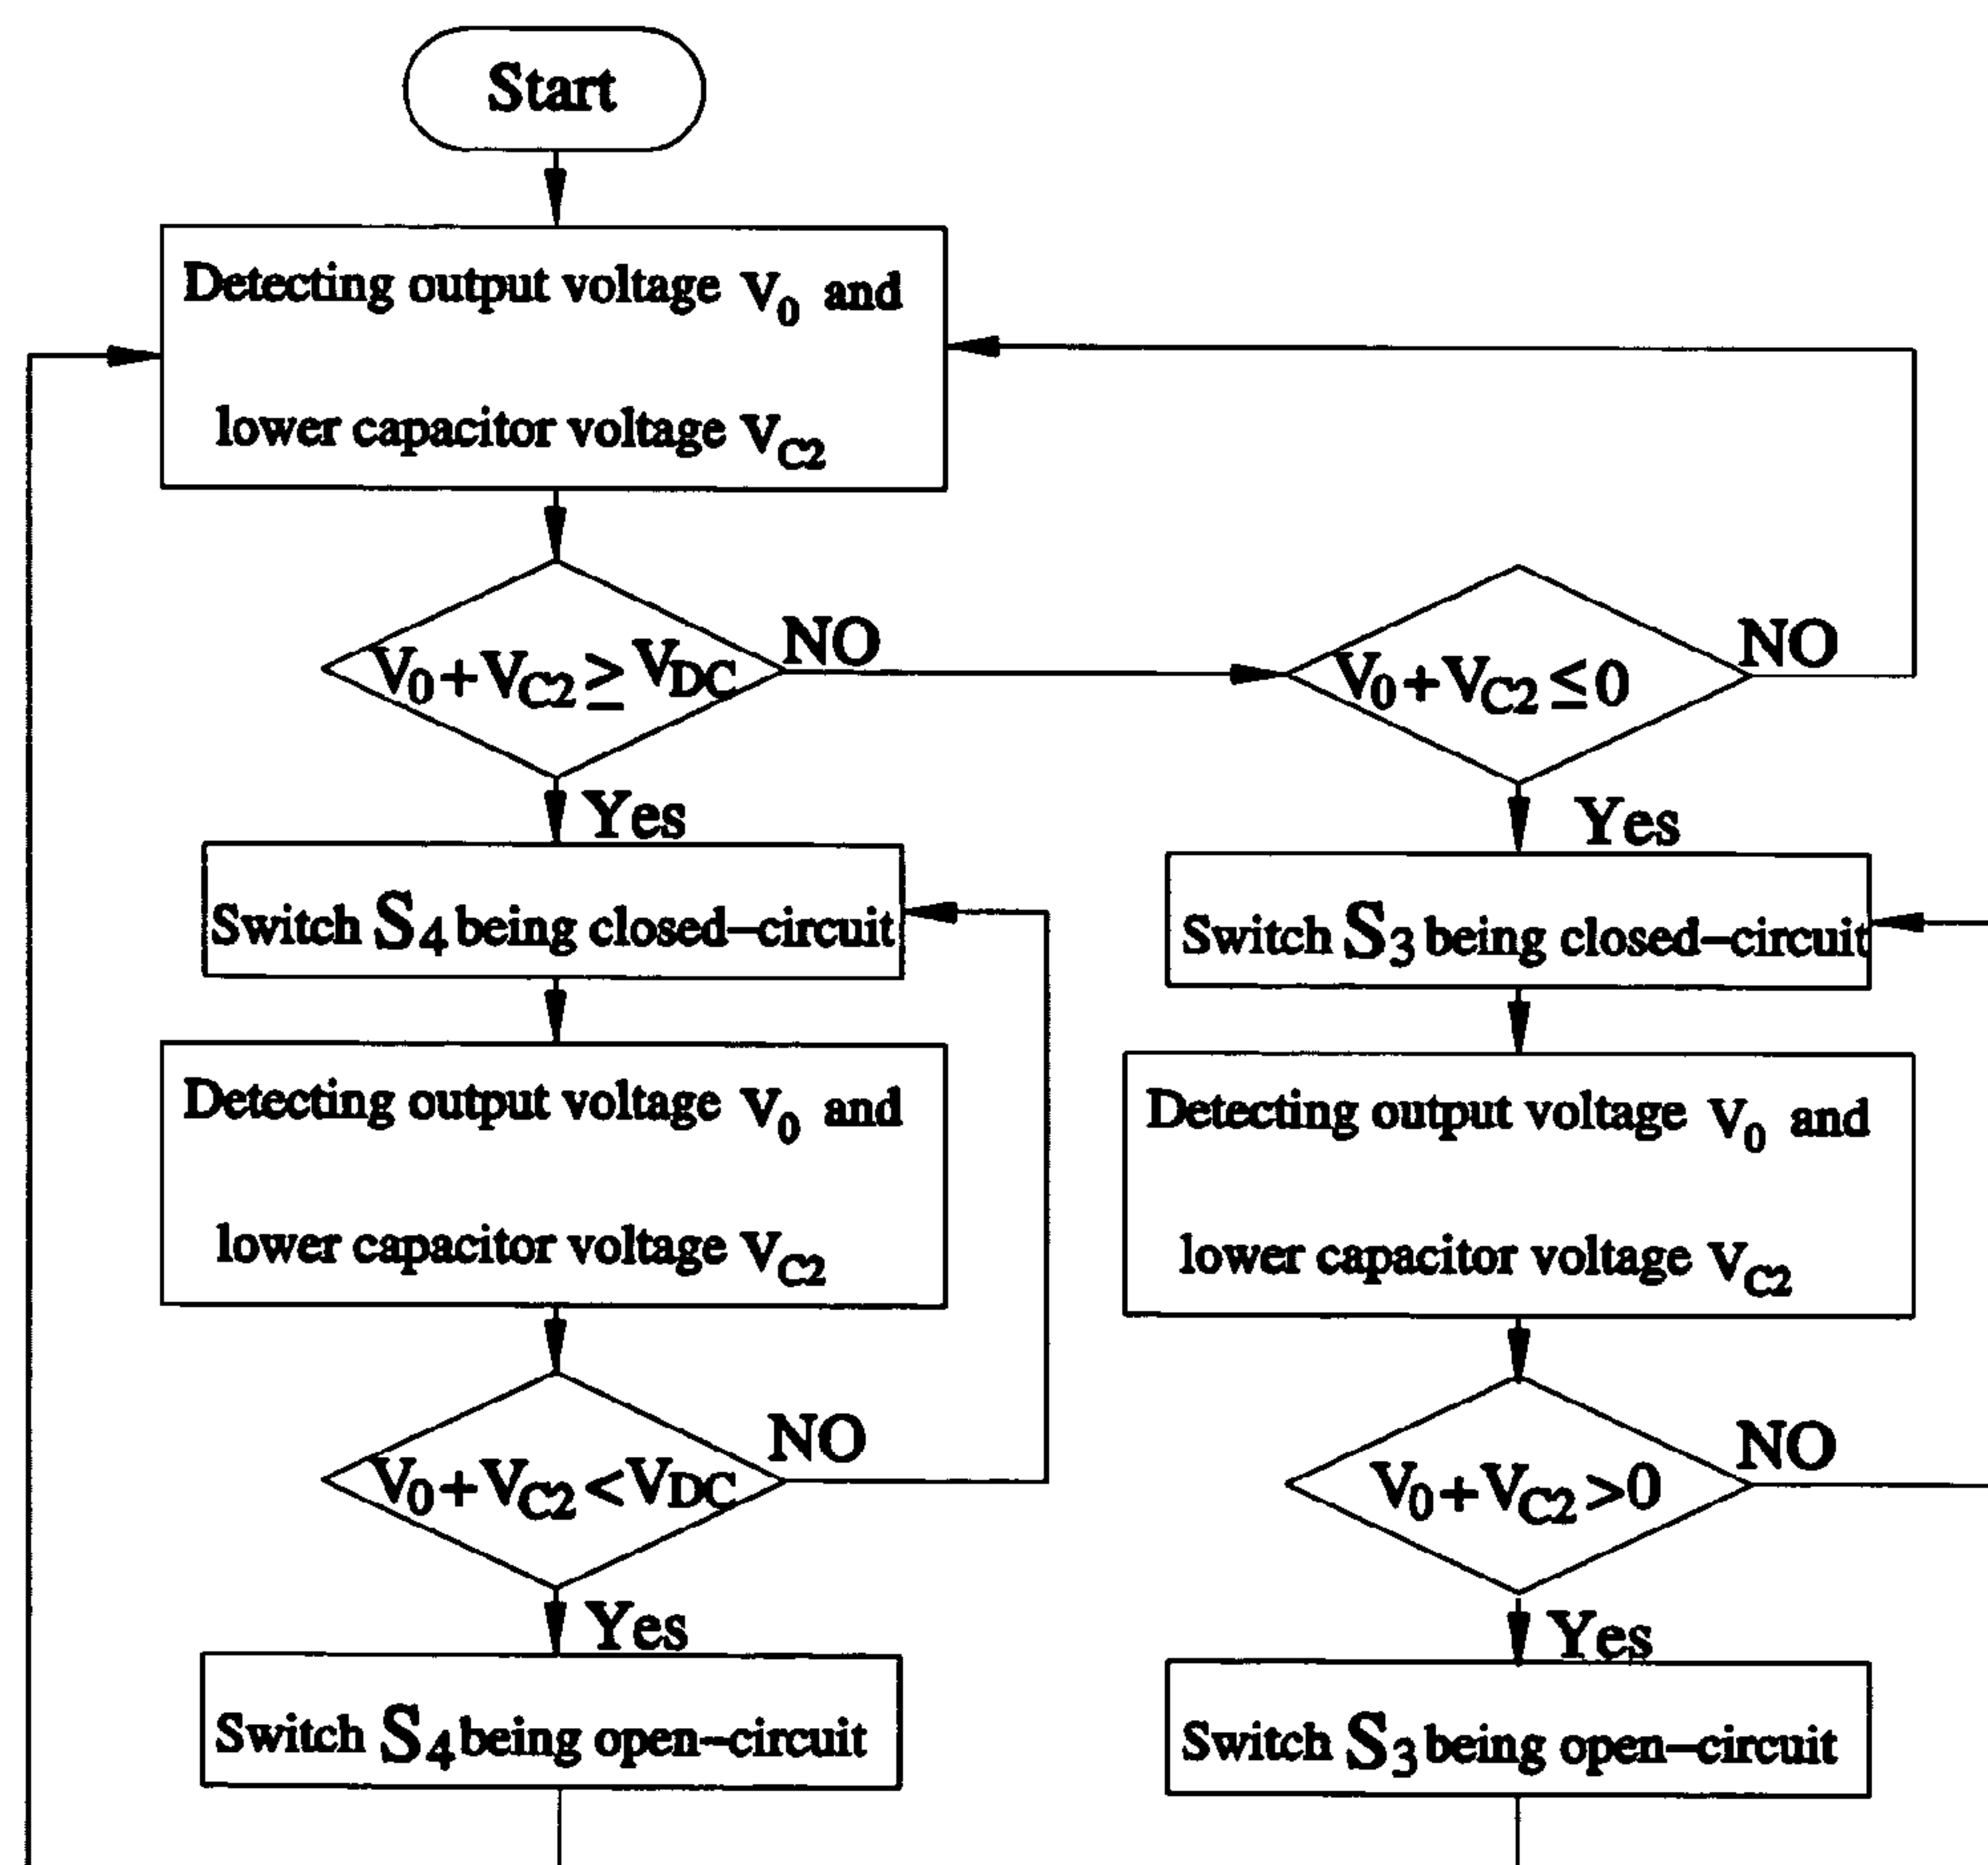 Start
Detecting output voltage V0 and
lower capacitor voltage VC2
V0+VC2≥VDC
NO
V0+VC2≤0
NO
Yes
Yes
Switch S4 being closed-circuit
Switch S3 being closed-circuit
Detecting output voltage V0 and
lower capacitor voltage VC2
Detecting output voltage V0 and
lower capacitor voltage VC2
V0+VC2<VDC
NO
V0+VC2>0
NO
Yes
Yes
Switch S4 being open-circuit
Switch S3 being open-circuit